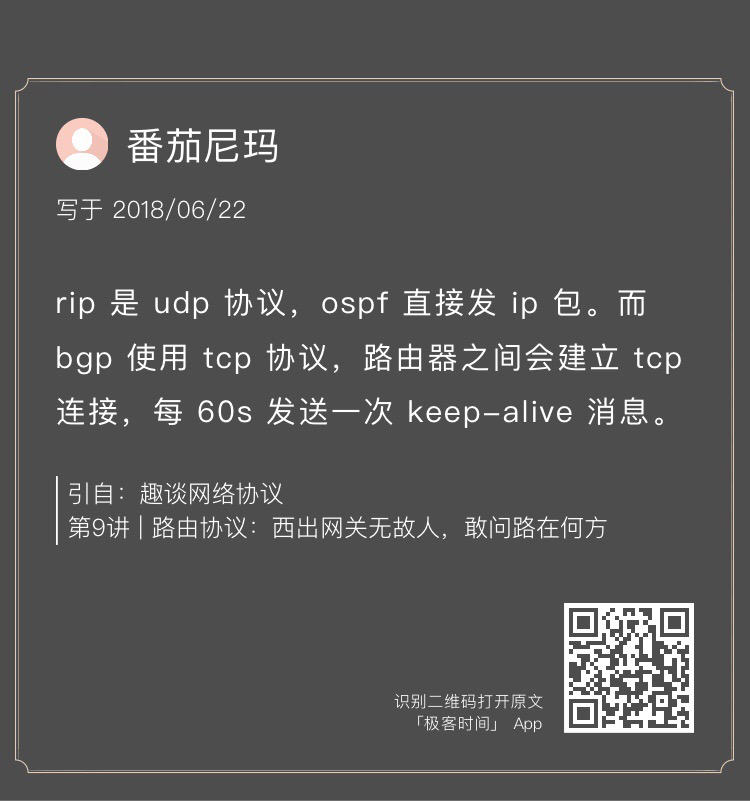 番茄尼玛
写于 2018/06/22
rip 是 udp 协议，ospf 直接发 ip 包。而
bgp 使用 tcp 协议，路由器之间会建立 tcp
连接，每 60s 发送一次 keep-alive 消息。
引自：趣谈网络协议
第9讲 | 路由协议：西出网关无故人，敢问路在何方
识别二维码打开原文
「极客时间」 App